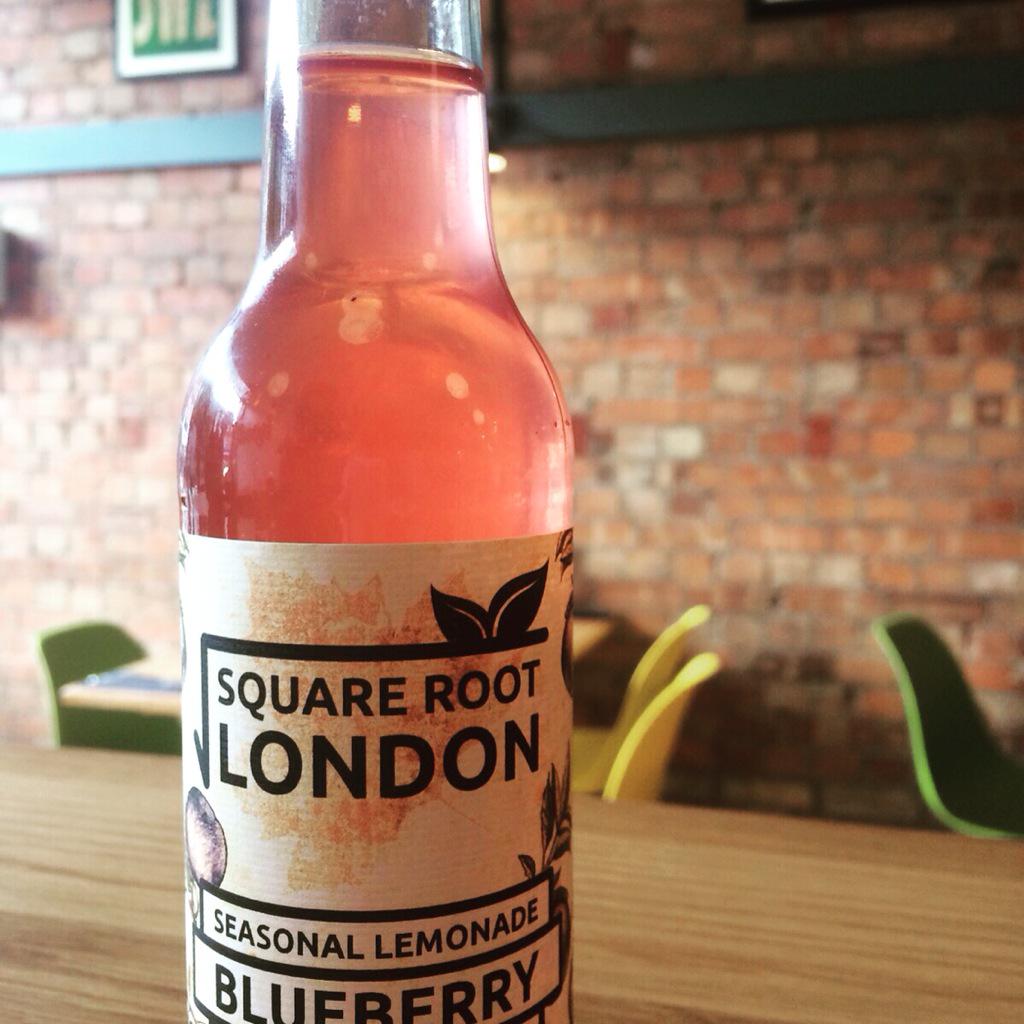 SQUARE ROOT
LONDON
SEASONAL LEMONADE
BLUEBERRY